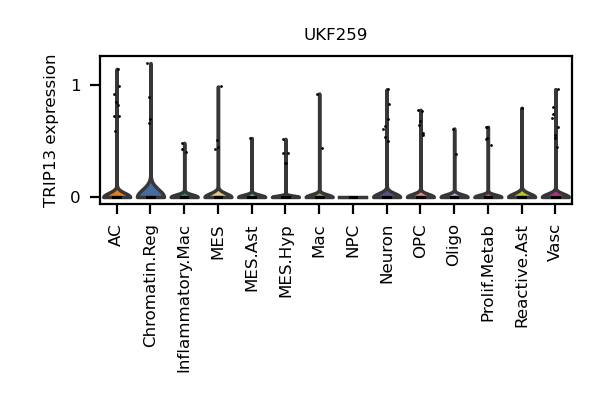 UKF259
TRIP13 expression
1
0
AC
Chromatin.Reg
Inflammatory.Mac
MES
MES.Ast
MES.Hyp
Mac
NPC
Neuron
OPC
Oligo
Prolif.Metab
Reactive.Ast
Vasc